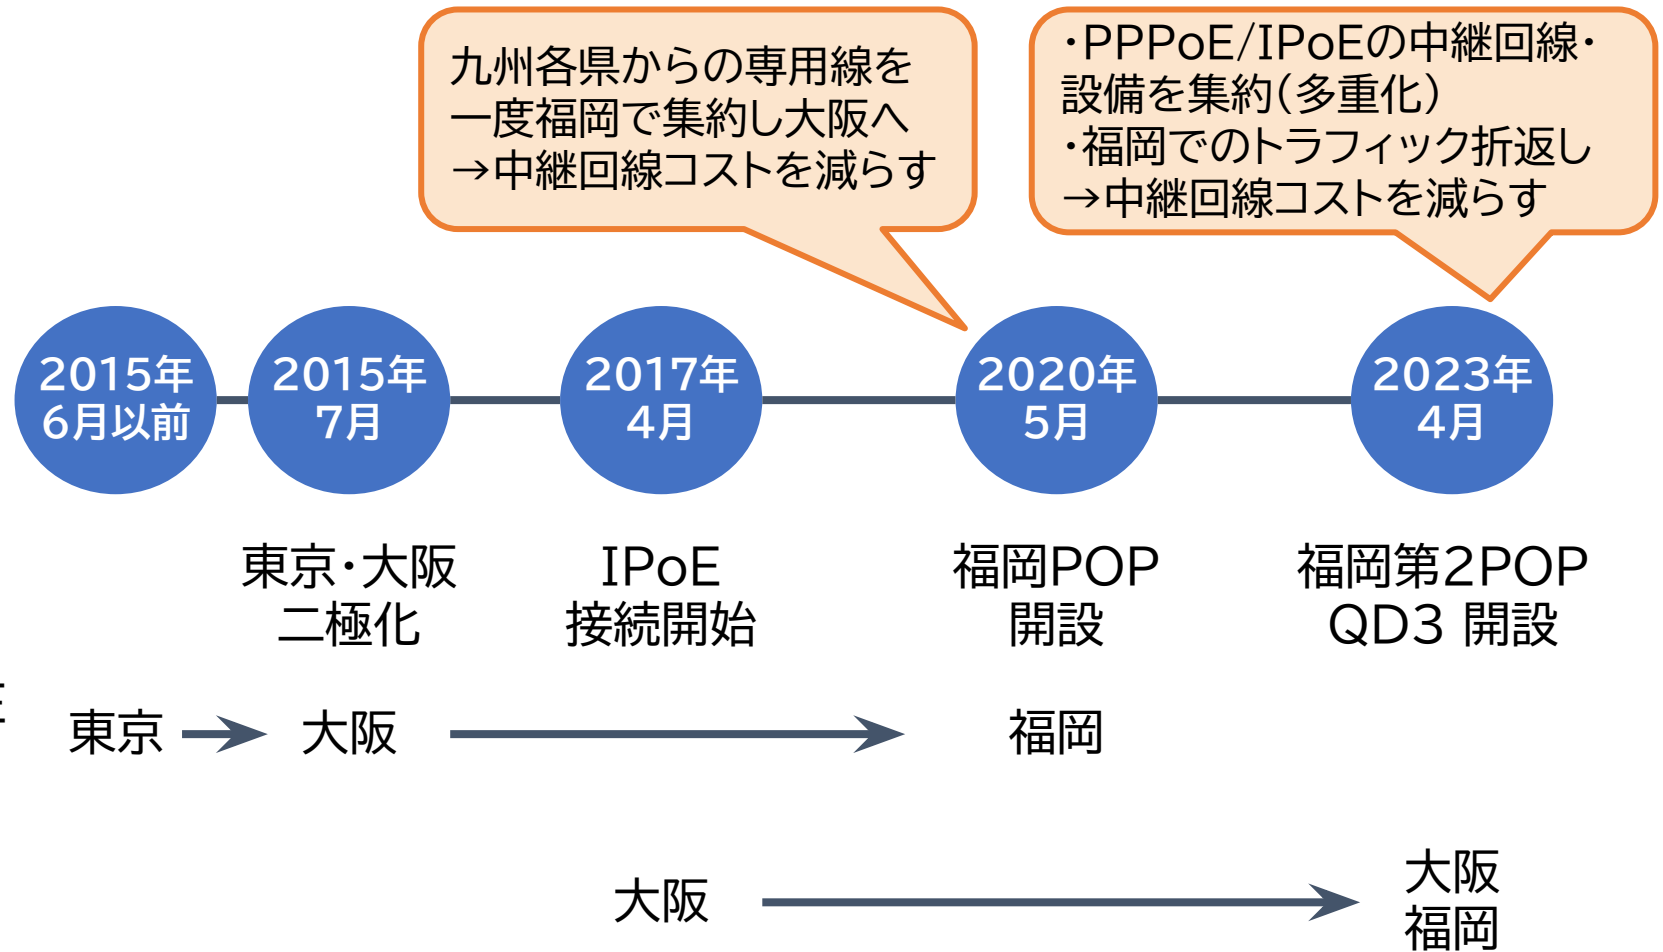 九州各県からの専用線を
一度福岡で集約し大阪へ
→中継回線コストを減らす
・PPPoE/IPoEの中継回線・
設備を集約(多重化)
・福岡でのトラフィック折返し
→中継回線コストを減らす
2015年
6月以前
2015年
7月
2017年
4月
2020年
5月
2023年
4月
東京・大阪
二極化
IPoE
接続開始
福岡POP
開設
福岡第2POP
QD3 開設
東京
大阪
福岡
大阪
大阪
福岡